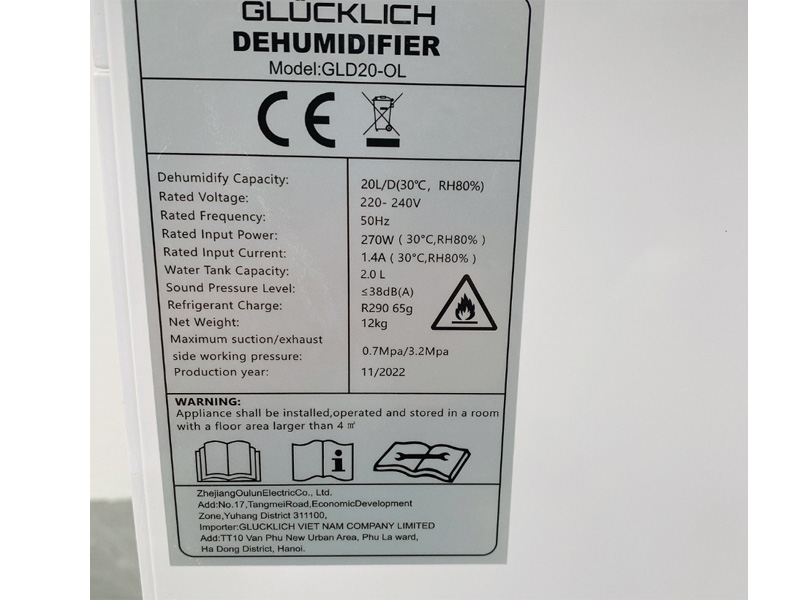 GLÜCKLICH
DEHUMIDIFIER
Model:GLD20-OL
CE
Dehumidify Capacity: 20L/D(30℃, RH80%)
Rated Voltage: 220- 240V
Rated Frequency: 50Hz
Rated Input Power: 270W ( 30°C,RH80% )
Rated Input Current: 1.4A ( 30°C,RH80% )
Water Tank Capacity: 2.0 L
Sound Pressure Level: ≤38dB(A)
Refrigerant Charge: R290 65g
Net Weight: 12kg
Maximum suction/exhaust
side working pressure: 0.7Mpa/3.2Mpa
Production year: 11/2022
WARNING:
Appliance shall be installed,operated and stored in a room
with a floor area larger than 4 ㎡
ZhejiangOulunElectricCo., Ltd.
Add:No.17,TangmeiRoad,EconomicDevelopment
Zone,Yuhang District 311100,
Importer:GLUCKLICH VIET NAM COMPANY LIMITED
Add:TT10 Van Phu New Urban Area, Phu La ward,
Ha Dong District, Hanoi.